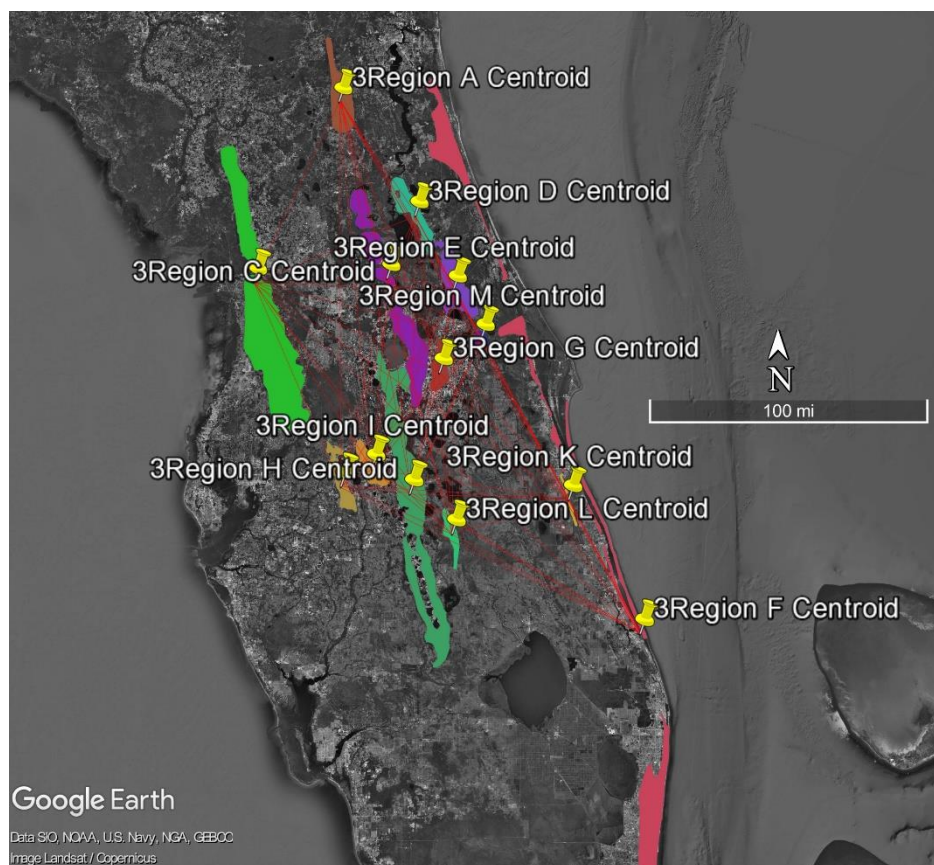 3Region A Centroid
3Region D Centroid
3Region E Centroid
3Region C Centroid
3Region M Centroid
3Region G Centroid
N
100 mi
3Region I Centroid
3Region K Centroid
3Region H Centroid
3Region L Centroid
3Region F Centroid
Google Earth
Data SIO, NOAA, U.S. Navy, NGA, GEBCO
Image Landsat / Copernicus